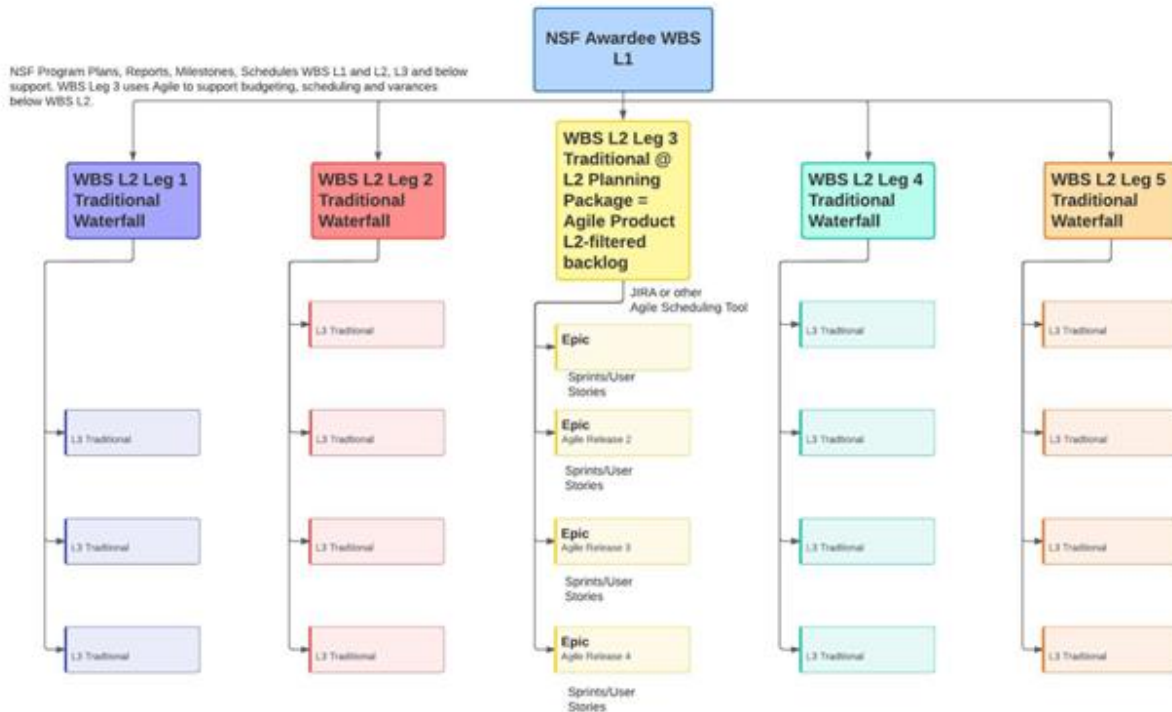 NSF Awardee WBS
L1
NSF Program Plans, Reports, Milestones, Schedules WBS L1 and L2, L3 and below
support. WBS Leg 3 uses Agile to support budgeting, scheduling and varances
below WBS L2.
WBS L2 Leg 1
Traditional
Waterfall
WBS L2 Leg 2
Traditional
Waterfall
WBS L2 Leg 3
Traditional @
L2 Planning
Package =
Agile Product
L2-filtered
backlog
WBS L2 Leg 4
Traditional
Waterfall
WBS L2 Leg 5
Traditional
Waterfall
JIRA or other
Agile Scheduling Tool
L3 Tradtional
Epic
L3 Tradtional
L3 Tradtional
Sprints/User
Stories
L3 Traditional
L3 Traditional
Epic
Agile Release 2
L3 Traditional
L3 Traditional
Sprints/User
Stories
L3 Traditional
L3 Traditional
Epic
Agile Release 3
L3 Traditional
L3 Traditional
Sprints/User
Stories
L3 Traditional
L3 Traditional
Epic
Agile Release 4
L3 Traditional
L3 Traditional
Sprints/User
Stories